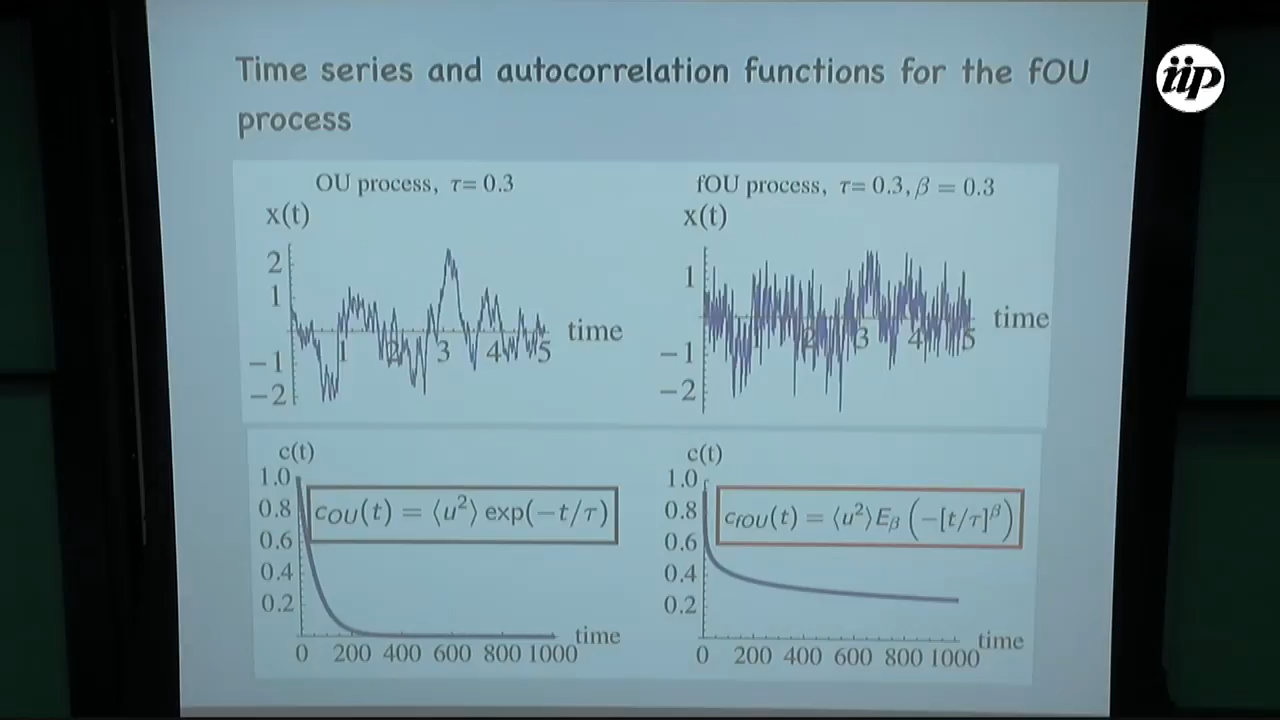 Time series and autocorrelation functions for the fOU
process
iip
OU process, τ= 0.3
x(t)
2
1
−1
−2
1 2 3 4 5
time
fOU process, τ= 0.3, β = 0.3
x(t)
1
−1
−2
2 3 4 5
time
c(t)
1.0
0.8
0.6
0.4
0.2
c_OU(t) = ⟨u²⟩ exp(−t/τ)
0 200 400 600 800 1000
time
c(t)
1.0
0.8
0.6
0.4
0.2
c_fOU(t) = ⟨u²⟩E_β (−[t/τ]^β)
0 200 400 600 800 1000
time